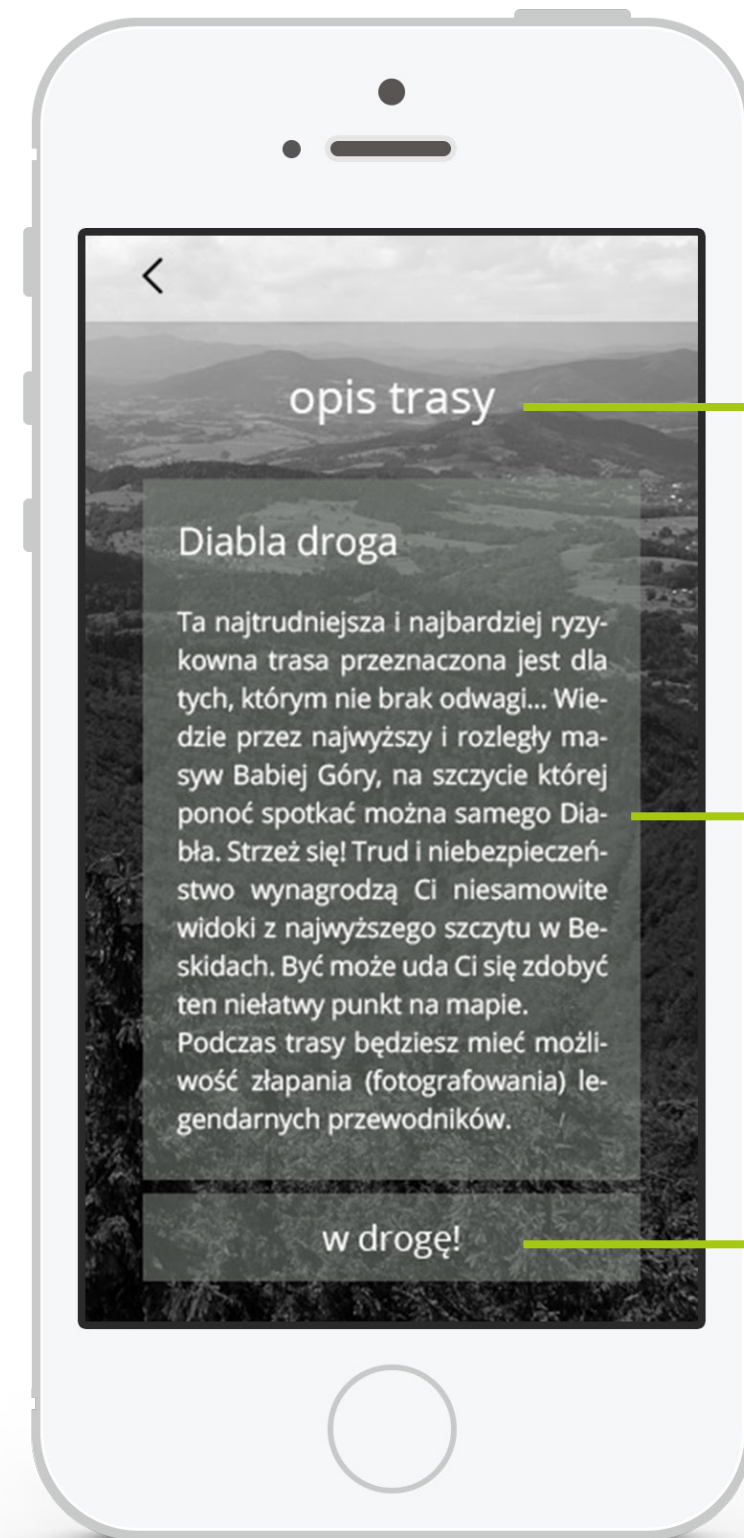 opis trasy
Diabla droga
Ta najtrudniejsza i najbardziej ryzy-
kowna trasa przeznaczona jest dla
tych, którym nie brak odwagi... Wie-
dzie przez najwyższy i rozległy ma-
syw Babiej Góry, na szczycie której
ponoć spotkać można samego Dia-
bła. Strzeż się! Trud i niebezpieczeń-
stwo wynagrodzą Ci niesamowite
widoki z najwyższego szczytu w Be-
skidach. Być może uda Ci się zdobyć
ten niełatwy punkt na mapie.
Podczas trasy będziesz mieć możli-
wość złapania (fotografowania) le-
gendarnych przewodników.
w drogę!